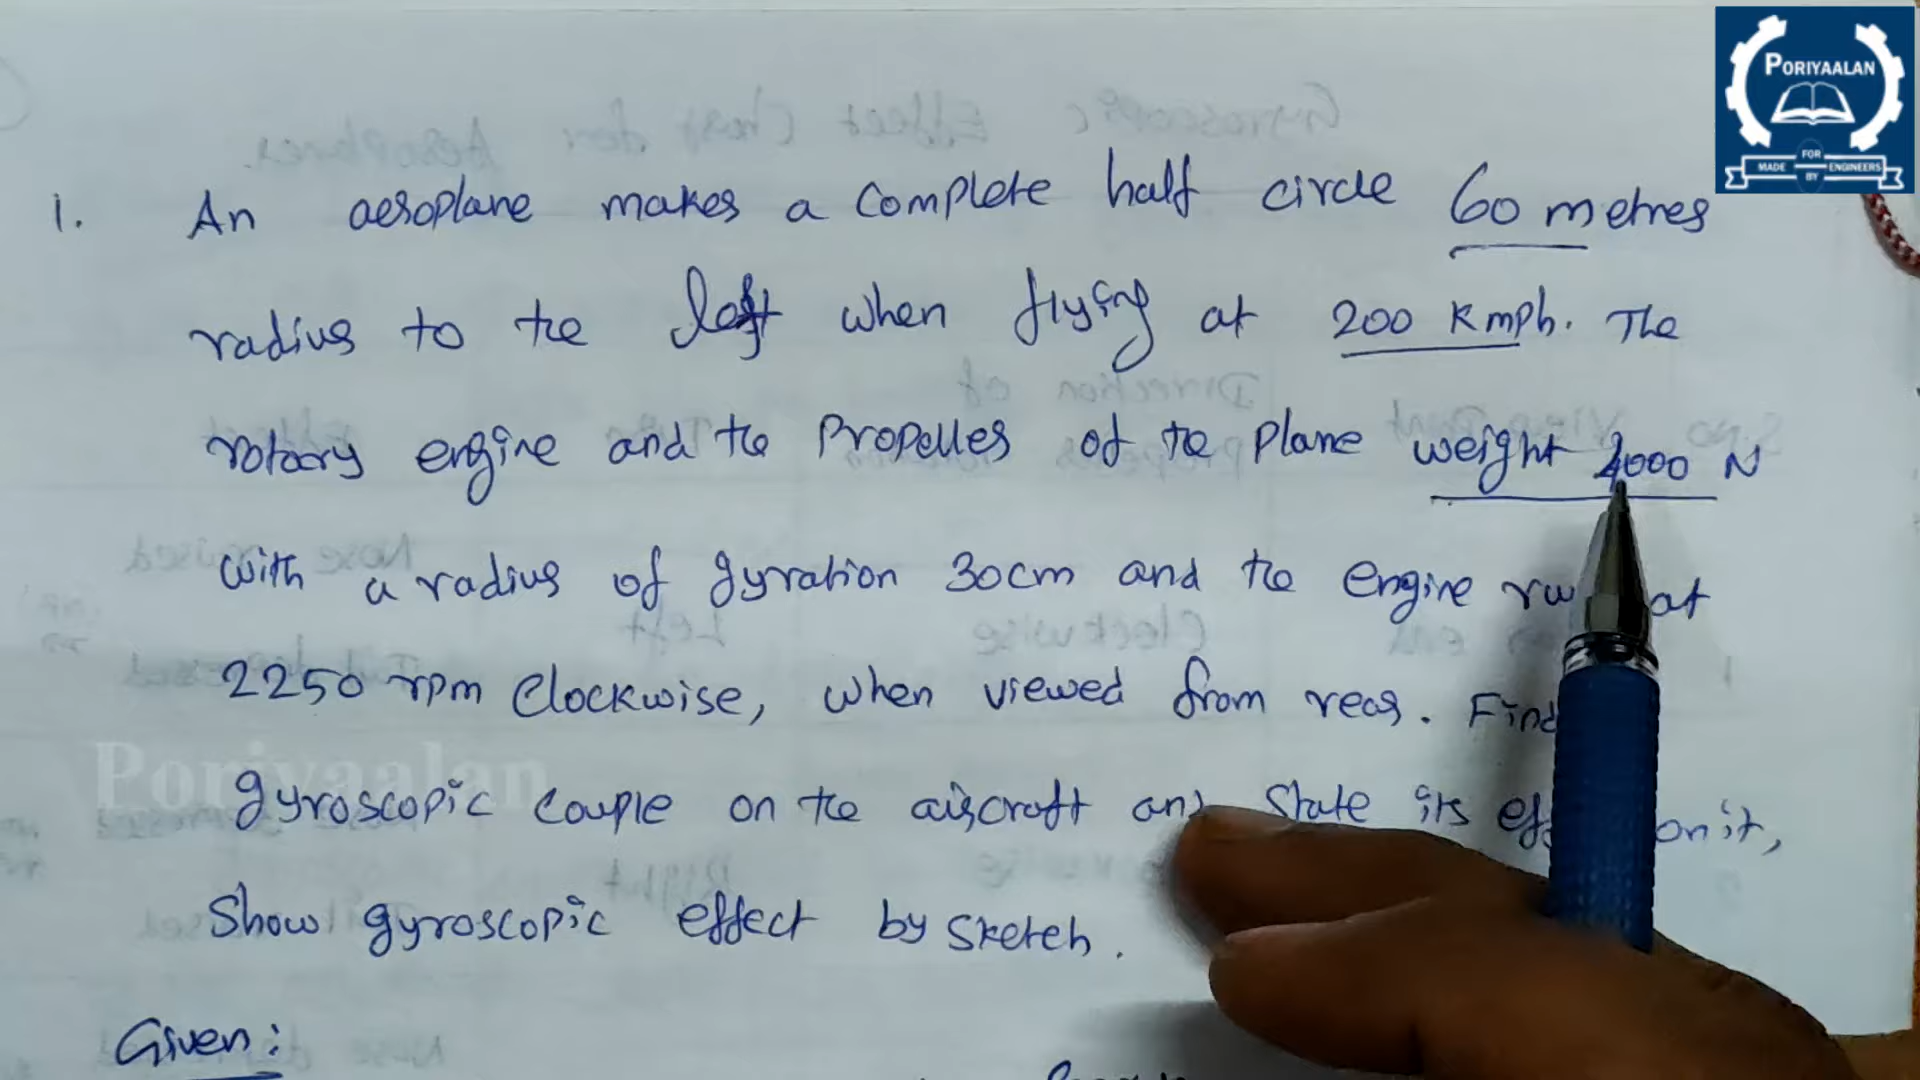 PORIYAALAN
FOR
MADE ENGINEERS
BY
1. An aeroplane makes a complete half circle 60 metres
radius to the left when flying at 200 Kmph. The
rotary engine and the Propeller of the plane weight N
with a radius of gyration 30cm and the engine at
2250 rpm Clockwise, when viewed from rear. Find
gyroscopic couple on the aircraft and state its on it,
Show gyroscopic effect by sketch.
Poriyaalan
Given: